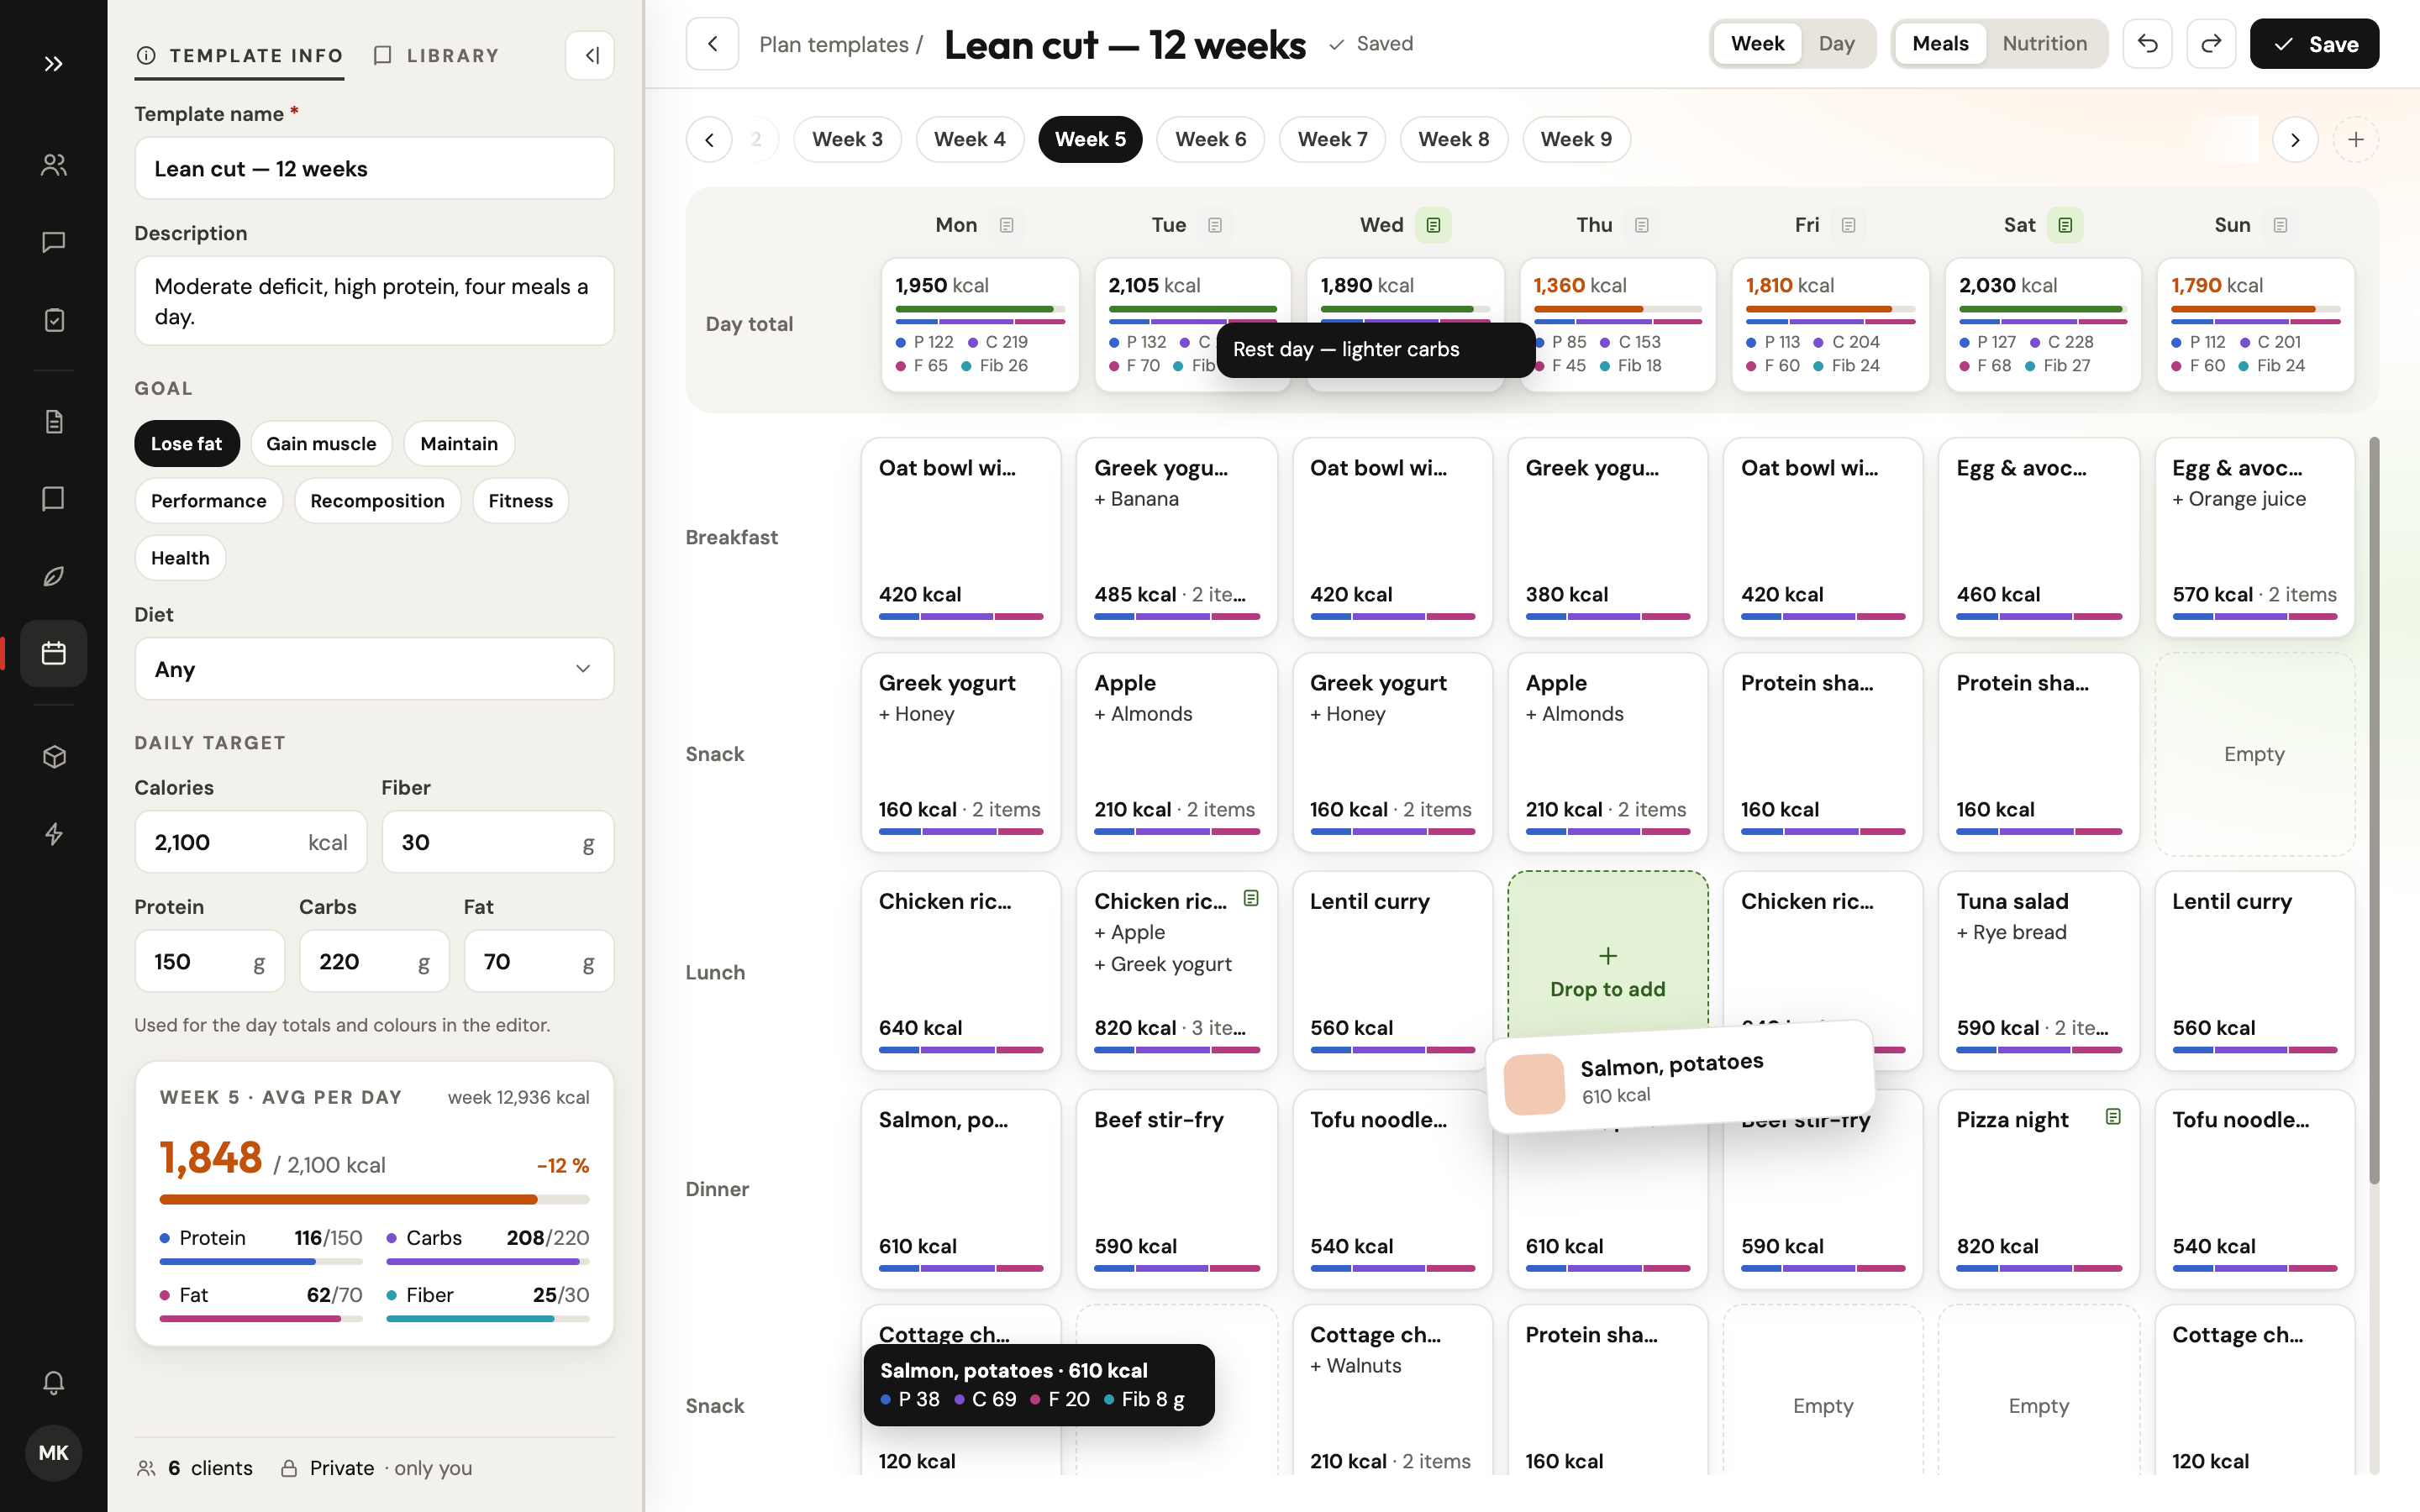 TEMPLATE INFO LIBRARY
Template name *
Lean cut — 12 weeks
Description
Moderate deficit, high protein, four meals a
day.
GOAL
Lose fat Gain muscle Maintain
Performance Recomposition Fitness
Health
Diet
Any
DAILY TARGET
Calories Fiber
2,100 kcal 30 g
Protein Carbs Fat
150 g 220 g 70 g
Used for the day totals and colours in the editor.
WEEK 5 · AVG PER DAY week 12,936 kcal
1,848 / 2,100 kcal -12 %
Protein 116/150 Carbs 208/220
Fat 62/70 Fiber 25/30
6 clients Private · only you
MK
Plan templates / Lean cut — 12 weeks Saved
Week Day Meals Nutrition Save
2 Week 3 Week 4 Week 5 Week 6 Week 7 Week 8 Week 9
Mon Tue Wed Thu Fri Sat Sun
Day total
1,950 kcal 2,105 kcal 1,890 kcal 1,360 kcal 1,810 kcal 2,030 kcal 1,790 kcal
P 122 C 219 P 132 C P 85 C 153 P 113 C 204 P 127 C 228 P 112 C 201
Rest day — lighter carbs
F 65 Fib 26 F 70 Fib F 45 Fib 18 F 60 Fib 24 F 68 Fib 27 F 60 Fib 24
Breakfast
Oat bowl wi... Greek yogu... Oat bowl wi... Greek yogu... Oat bowl wi... Egg & avoc... Egg & avoc...
+ Banana + Orange juice
420 kcal 485 kcal · 2 ite... 420 kcal 380 kcal 420 kcal 460 kcal 570 kcal · 2 items
Snack
Greek yogurt Apple Greek yogurt Apple Protein sha... Protein sha...
+ Honey + Almonds + Honey + Almonds
Empty
160 kcal · 2 items 210 kcal · 2 items 160 kcal · 2 items 210 kcal · 2 items 160 kcal 160 kcal
Lunch
Chicken ric... Chicken ric... Lentil curry Chicken ric... Tuna salad Lentil curry
+ Apple + Rye bread
+ Greek yogurt
Drop to add
640 kcal 820 kcal · 3 ite... 560 kcal 590 kcal · 2 ite... 560 kcal
Salmon, potatoes
610 kcal
Dinner
Salmon, po... Beef stir-fry Tofu noodle... Beef stir-fry Pizza night Tofu noodle...
610 kcal 590 kcal 540 kcal 610 kcal 590 kcal 820 kcal 540 kcal
Snack
Cottage ch... Cottage ch... Protein sha... Cottage ch...
+ Walnuts
Salmon, potatoes · 610 kcal
P 38 C 69 F 20 Fib 8 g
Empty Empty
120 kcal 210 kcal · 2 items 160 kcal 120 kcal